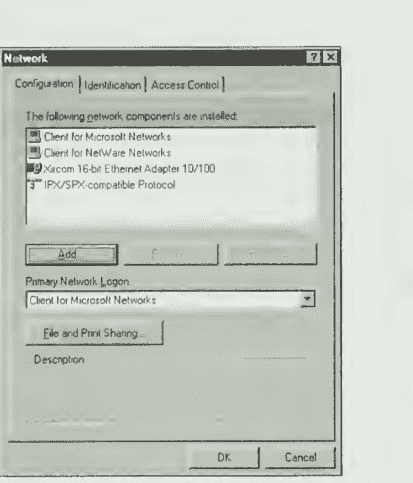 Network
Configuration Identification Access Control
The following network components are installed:
Client for Microsoft Networks
Client for NetWare Networks
Xircom 16-bit Ethernet Adapter 10/100
IPX/SPX-compatible Protocol
Add
Primary Network Logon
Client for Microsoft Networks
File and Print Sharing...
Description
OK Cancel